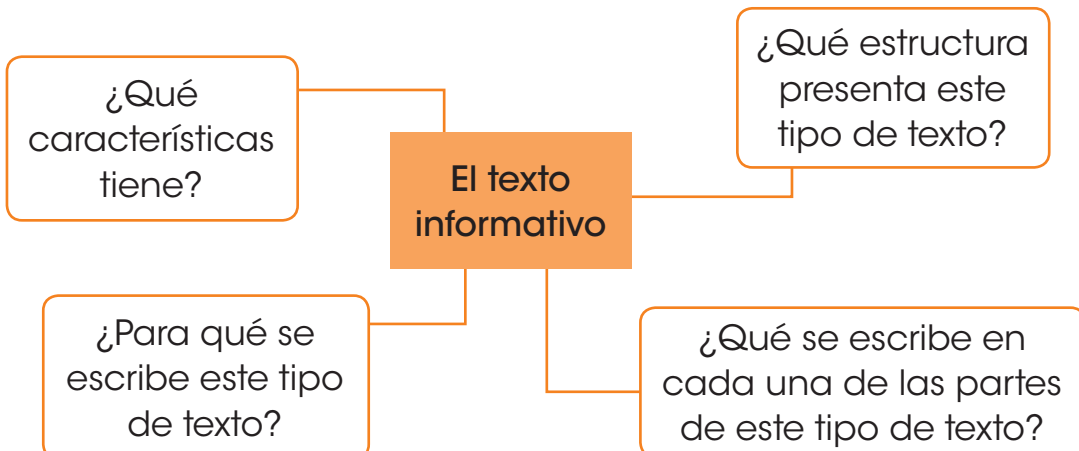 ¿Qué
característísticas
tiene?
¿Qué estructura
presenta este
tipo de texto?
El texto
informativo
¿Para qué se
escribe este tipo
de texto?
¿Qué se escribe en
cada una de las partes
de este tipo de texto?